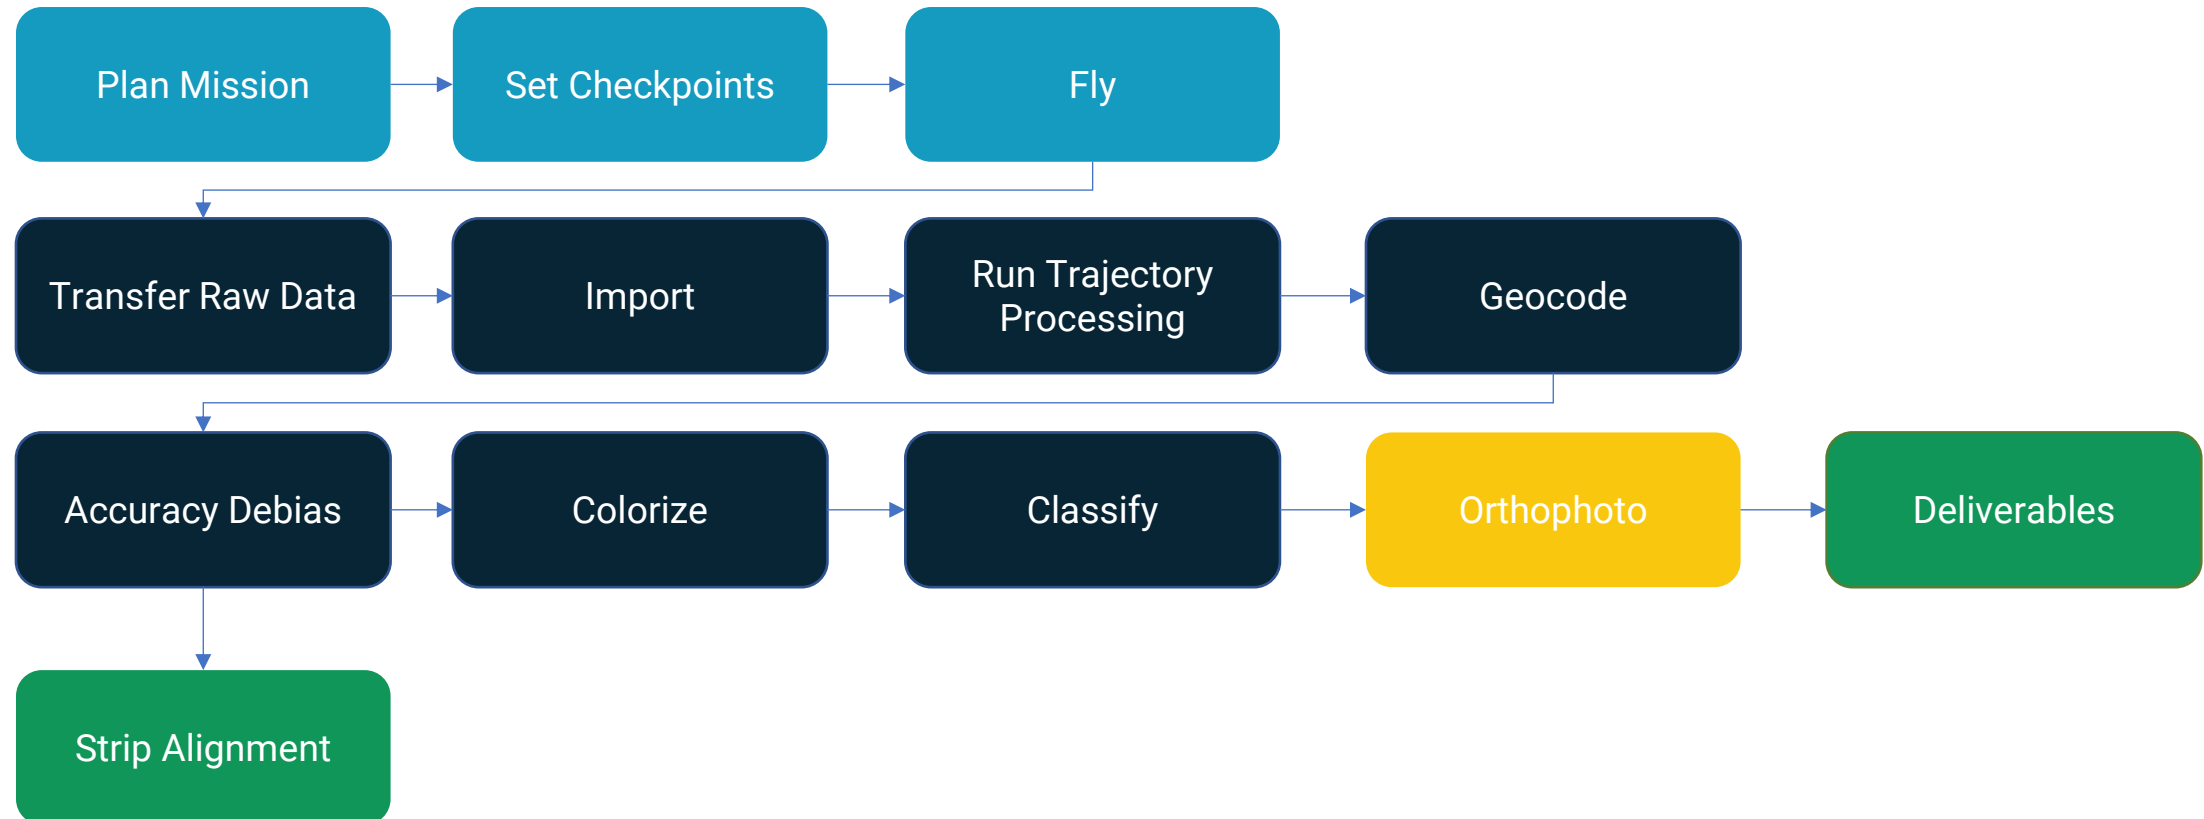 Plan Mission
Set Checkpoints
Fly
Transfer Raw Data
Import
Run Trajectory
Processing
Geocode
Accuracy Debias
Colorize
Classify
Orthophoto
Deliverables
Strip Alignment